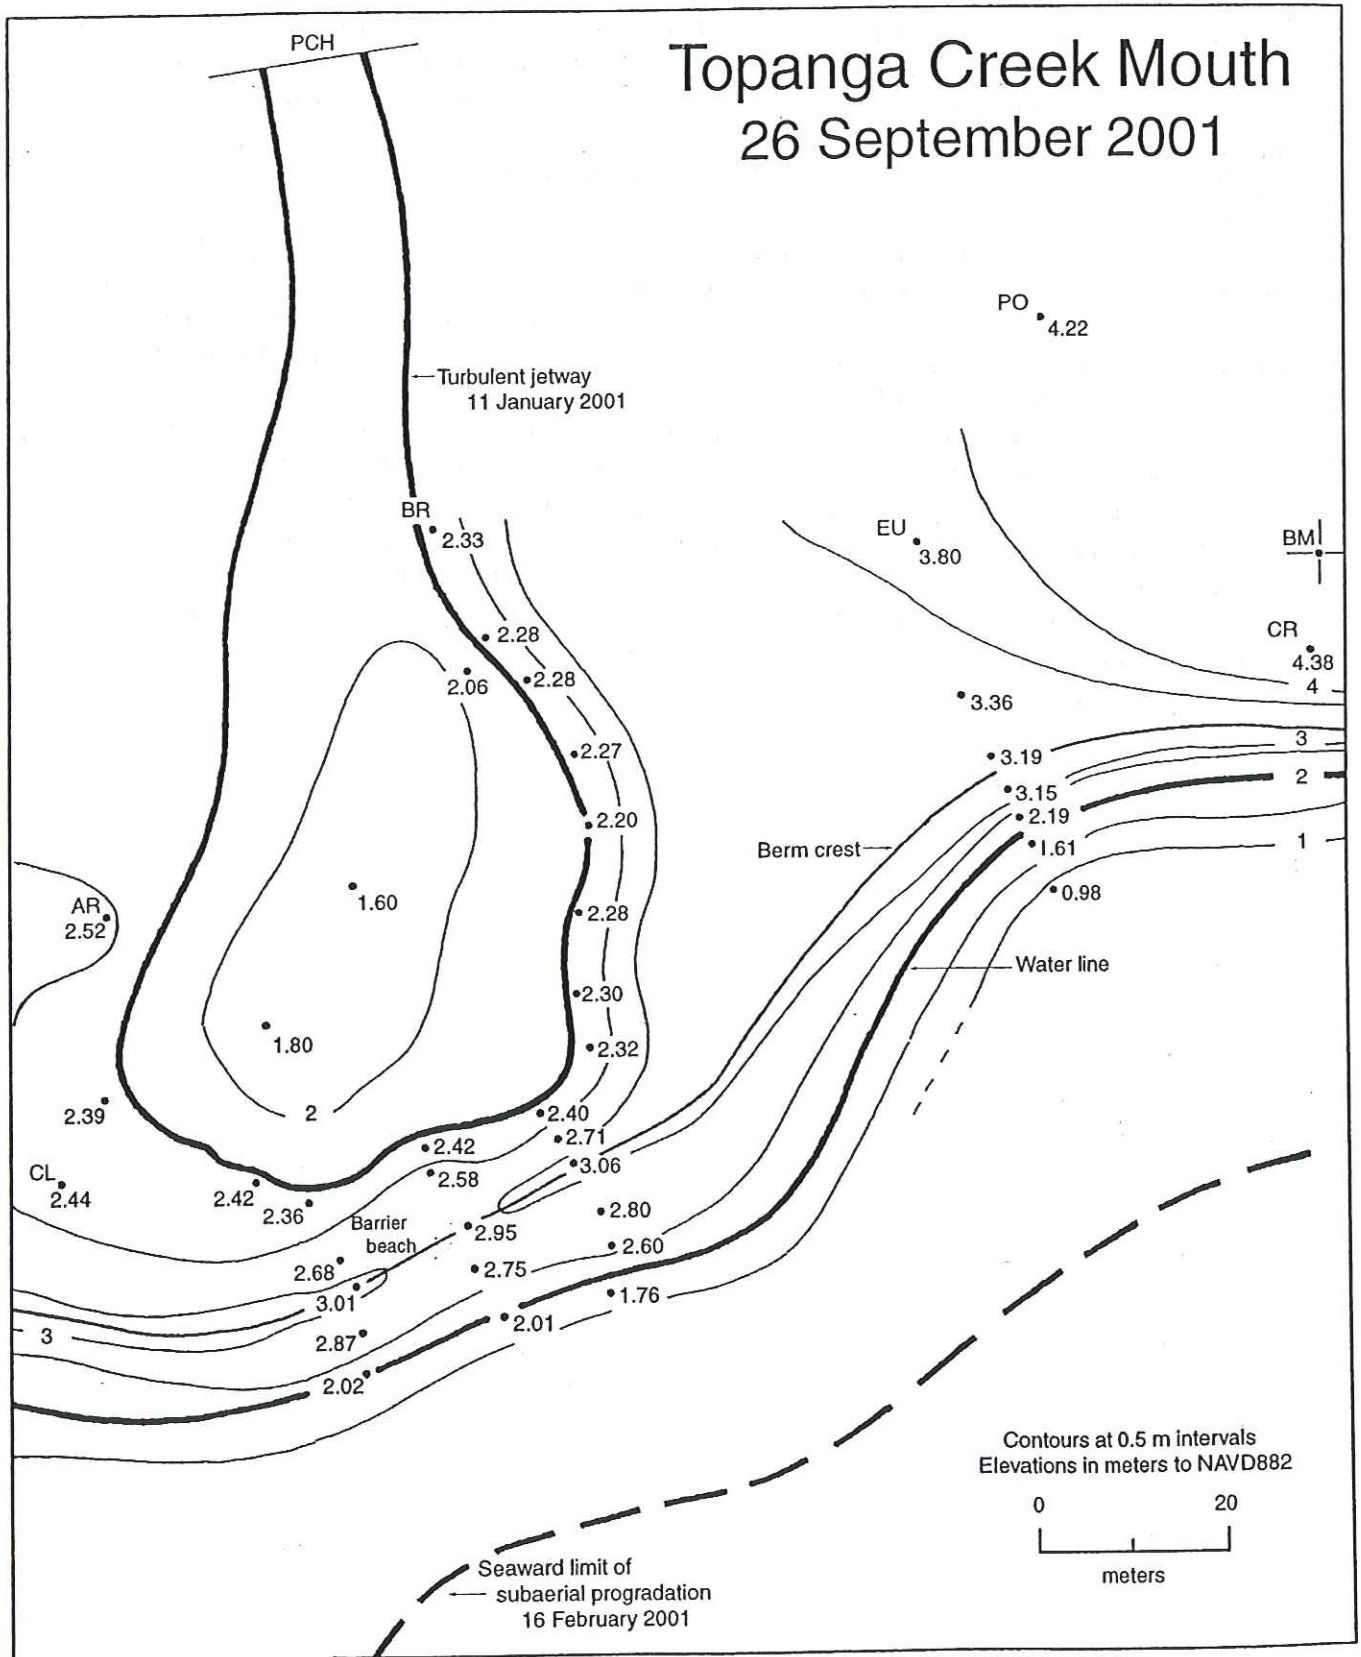 PCH
Topanga Creek Mouth
26 September 2001
PO
4.22
Turbulent jetway
11 January 2001
BR
2.33
EU
3.80
BM
2.28
CR
4.38
2.06
2.28
4
3.36
2.27
3.19
3
3.15
2
2.20
2.19
Berm crest
1.61
1
1.60
0.98
AR
2.52
2.28
Water line
2.30
1.80
2.32
2.39
2
2.40
2.71
2.42
3.06
CL
2.44
2.58
2.42
2.36
2.80
Barrier
beach
2.95
2.60
2.68
2.75
3.01
1.76
3
2.01
2.87
2.02
Contours at 0.5 m intervals
Elevations in meters to NAVD882
0 20
meters
Seaward limit of
subaerial progradation
16 February 2001